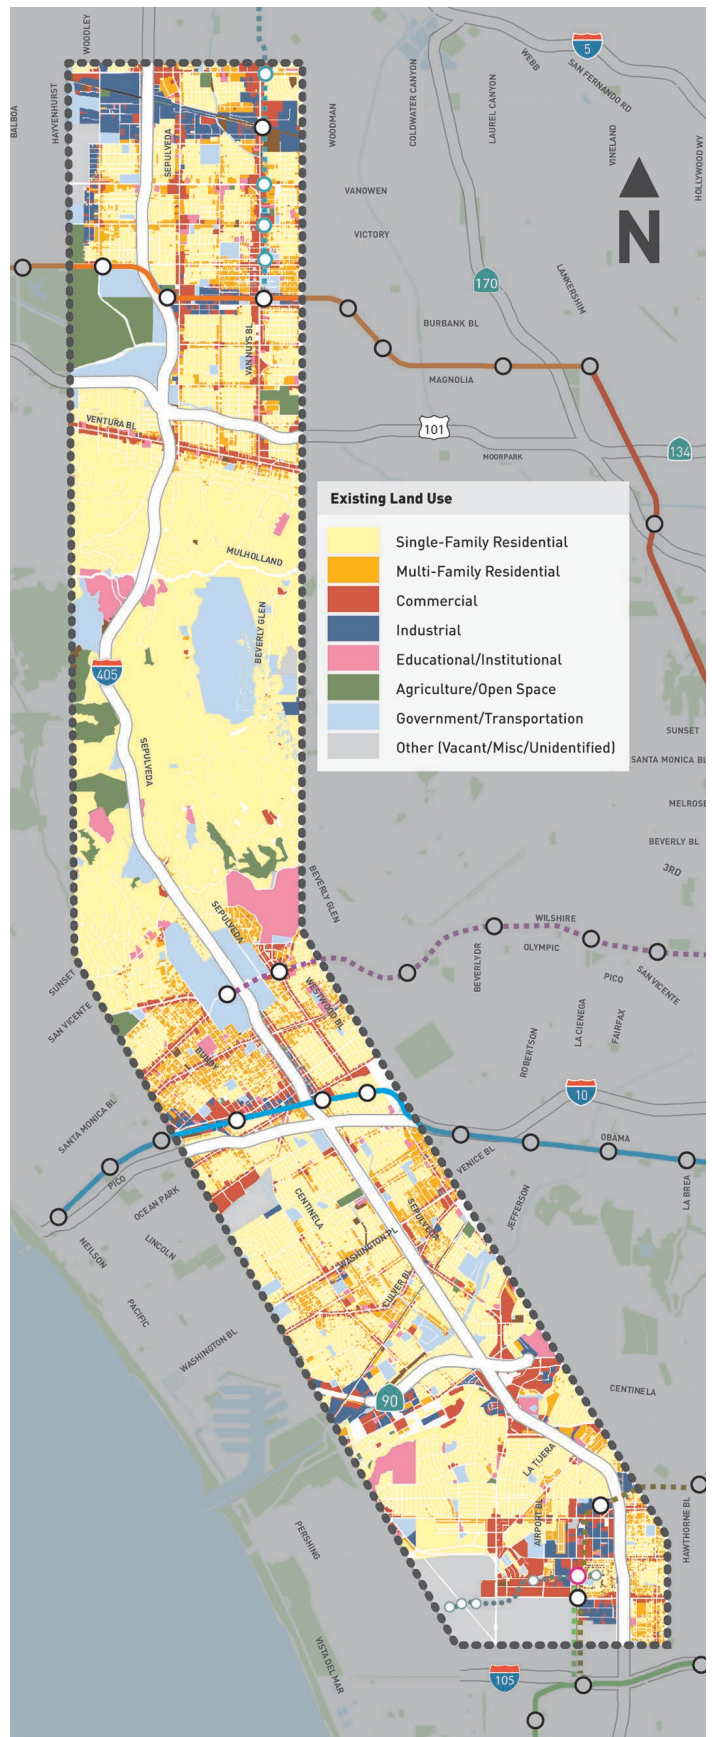 WOODLEY
5
WEBB
SAN FERNANDO RD
COLDWATER CANYON
LAUREL CANYON
BALBOA
HAYVENHURST
SEPULVEDA
WOODMAN
VINELAND
HOLLYWOOD WY
VANOWEN
VICTORY
N
170
LANKERSHIM
BURBANK BL
VAN NUYS BL
MAGNOLIA
VENTURA BL
101
134
MOORPARK
Existing Land Use
Single-Family Residential
Multi-Family Residential
Commercial
Industrial
Educational/Institutional
Agriculture/Open Space
Government/Transportation
Other (Vacant/Misc/Unidentified)
MULHOLLAND
BEVERLY GLEN
405
SEPULVEDA
SUNSET
SANTA MONICA BL
MELROSE
BEVERLY BL
3RD
BEVERLY GLEN
SEPULVEDA
WILSHIRE
OLYMPIC
BEVERLY DR
PICO
SAN VICENTE
SUNSET
SAN VICENTE
WESTWOOD BL
LA CIENEGA
FAIRFAX
ROBERTSON
BUNDY
10
SANTA MONICA BL
OBAMA
VENICE BL
PICO
LA BREA
OCEAN PARK
CENTINELA
SEPULVEDA
JEFFERSON
NEILSON
LINCOLN
WASHINGTON PL
CULVER BL
PACIFIC
WASHINGTON BL
90
CENTINELA
LA TIJERA
AIRPORT BL
HAWTHORNE BL
PERSHING
VISTA DEL MAR
105